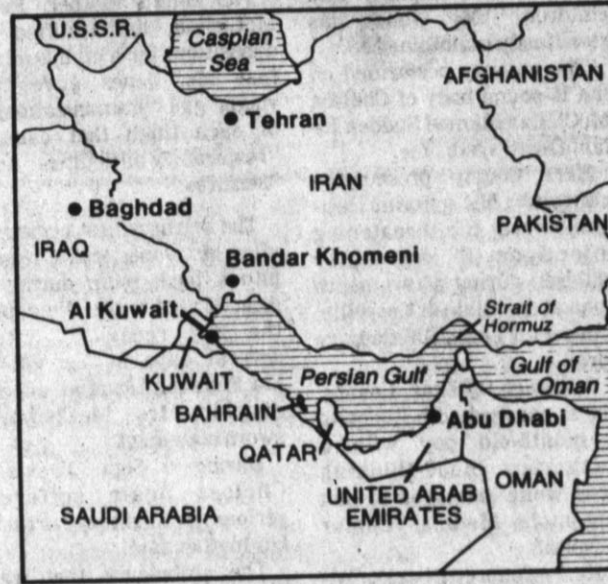 U.S.S.R.
Caspian
Sea
AFGHANISTAN
Tehran
IRAN
Baghdad
PAKISTAN
IRAQ
Bandar Khomeni
Al Kuwait
Strait of
Hormuz
KUWAIT
Persian Gulf
Gulf of
Oman
BAHRAIN
Abu Dhabi
QATAR
OMAN
UNITED ARAB
EMIRATES
SAUDI ARABIA